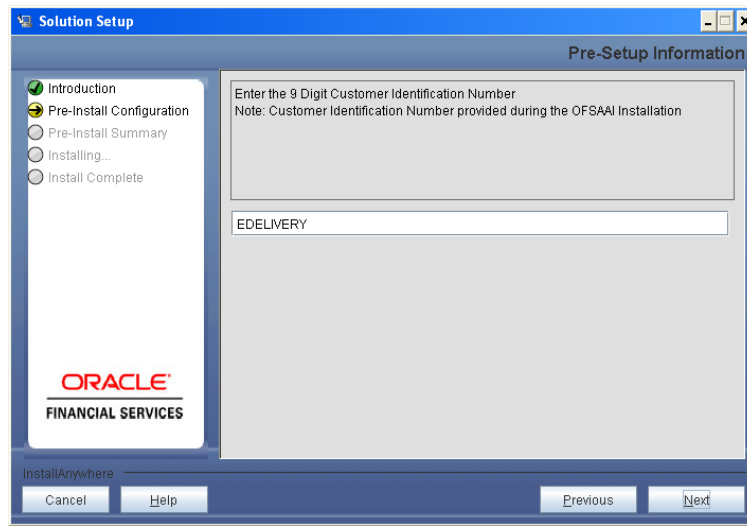 Solution Setup
Pre-Setup Information
Introduction
Pre-Install Configuration
Pre-Install Summary
Installing...
Install Complete
Enter the 9 Digit Customer Identification Number
Note: Customer Identification Number provided during the OFSAAI Installation
EDELIVERY
ORACLE
FINANCIAL SERVICES
InstallAnywhere
Cancel
Help
Previous
Next